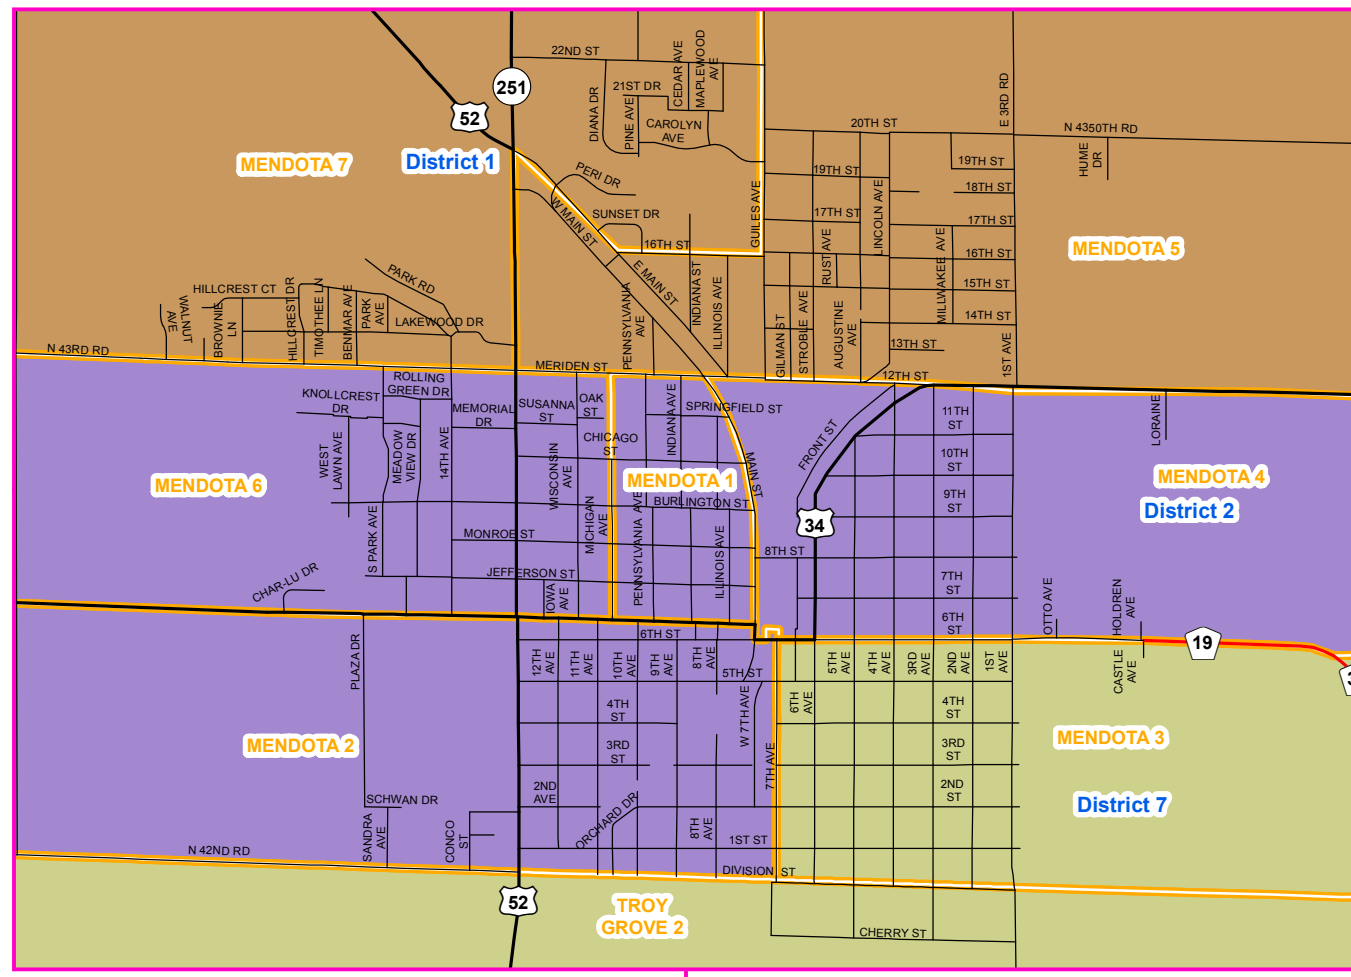 22ND ST
CEDAR AVE
MAPLEWOOD
AVE
251
21ST DR
DIANA DR
PINE AVE
CAROLYN
AVE
52
E 3RD RD
20TH ST
N 4350TH RD
HUME
DR
MENDOTA 7
District 1
PERI DR
19TH ST
19TH ST
18TH ST
W MAIN ST
SUNSET DR
GUILES AVE
LINCOLN AVE
17TH ST
17TH ST
MENDOTA 5
16TH ST
RUST AVE
MILLWAKEE AVE
16TH ST
PARK RD
E MAIN ST
INDIANA ST
ILLINOIS AVE
15TH ST
HILLCREST CT
WALNUT
AVE
BROWNIE
LN
HILLCREST DR
TIMOTHEE LN
BENMAR AVE
PARK
AVE
LAKEWOOD DR
PENNSYLVANIA
AVE
GILMAN ST
STROBLE AVE
AUGUSTINE
AVE
14TH ST
13TH ST
1ST AVE
N 43RD RD
MERIDEN ST
12TH ST
ROLLING
GREEN DR
KNOLLCREST
DR
MEMORIAL
DR
SUSANNA
ST
OAK
ST
INDIANA AVE
SPRINGFIELD ST
11TH
ST
LORAINE
WEST
LAWN AVE
MEADOW
VIEW DR
14TH AVE
CHICAGO
ST
FRONT ST
10TH
ST
MENDOTA 6
WISCONSIN
AVE
MENDOTA 1
MAIN ST
MENDOTA 4
District 2
BURLINGTON ST
9TH
ST
34
S PARK AVE
MONROE ST
MICHIGAN
AVE
PENNSYLVANIA AVE
ILLINOIS AVE
8TH ST
CHAR-LU DR
JEFFERSON ST
7TH
ST
IOWA
AVE
OTTO AVE
HOLDREN
AVE
6TH
ST
6TH ST
19
PLAZA DR
12TH
AVE
11TH
AVE
10TH
AVE
9TH
AVE
8TH
AVE
5TH ST
5TH
AVE
4TH
AVE
3RD
AVE
2ND
AVE
1ST
AVE
CASTLE
AVE
3
6TH
AVE
W 7TH AVE
4TH
ST
4TH
ST
MENDOTA 2
3RD
ST
7TH AVE
3RD
ST
MENDOTA 3
2ND
AVE
2ND
ST
SCHWAN DR
District 7
SANDRA
AVE
CONCO
ST
ORCHARD DR
8TH
AVE
1ST ST
N 42ND RD
DIVISION ST
52
TROY
GROVE 2
CHERRY ST